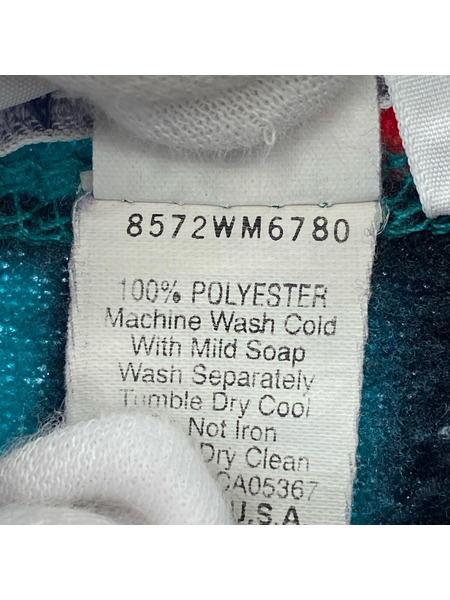 8572WM6780
100% POLYESTER
Machine Wash Cold
With Mild Soap
Wash Separately
Tumble Dry Cool
Not Iron
Dry Clean
CA05367
U.S.A